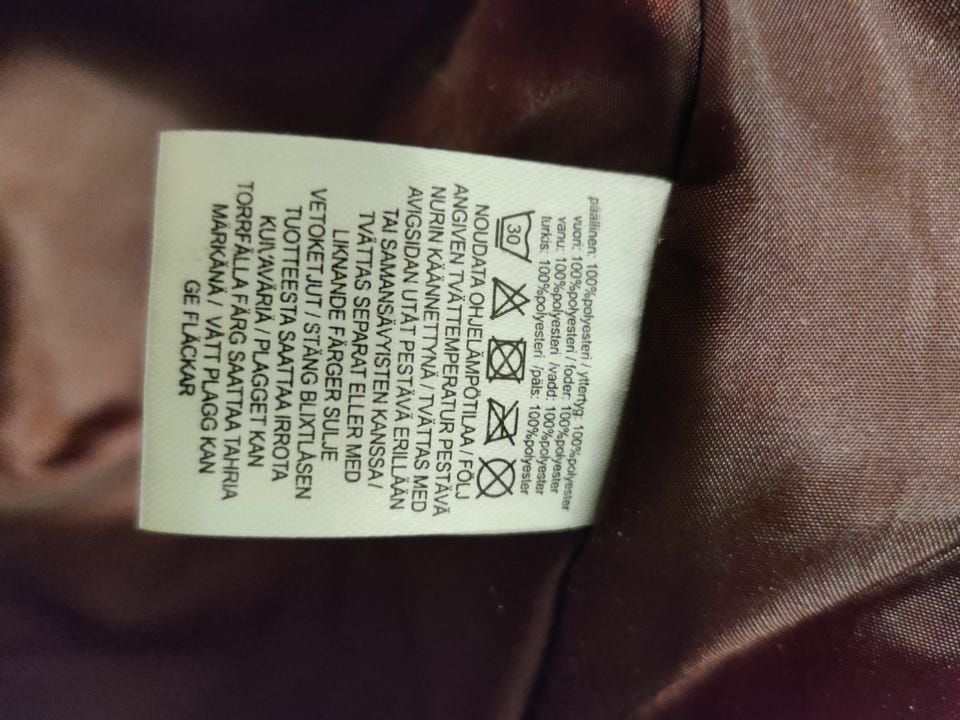 päällinen: 100%polyesteri / yttertyg: 100%polyester
vuori: 100%polyesteri / foder: 100%polyester
vanu: 100%polyesteri /vadd: 100%polyester
turkis: 100%polyesteri /päls: 100%polyester
30
NOUDATA OHJELÄMPÖTILAA / FÖLJ
ANGIVEN TVÄTTEMPERATUR PESTÄVÄ
NURIN KÄÄNNETTYNÄ / TVÄTTAS MED
AVIGSIDAN UTÅT PESTÄVÄ ERILLÄÄN
TAI SAMANSÄVYISTEN KANSSA /
TVÄTTAS SEPARAT ELLER MED
LIKNANDE FÄRGER SULJE
VETOKETJUT / STÄNG BLIXTLÅSEN
TUOTTEESTA SAATTAA IRROTA
KUIVAVÄRIÄ / PLAGGET KAN
TORRFÄLLA FÄRG SAATTAA TAHRIA
MÄRKÄNÄ / VÅTT PLAGG KAN
GE FLÄCKAR